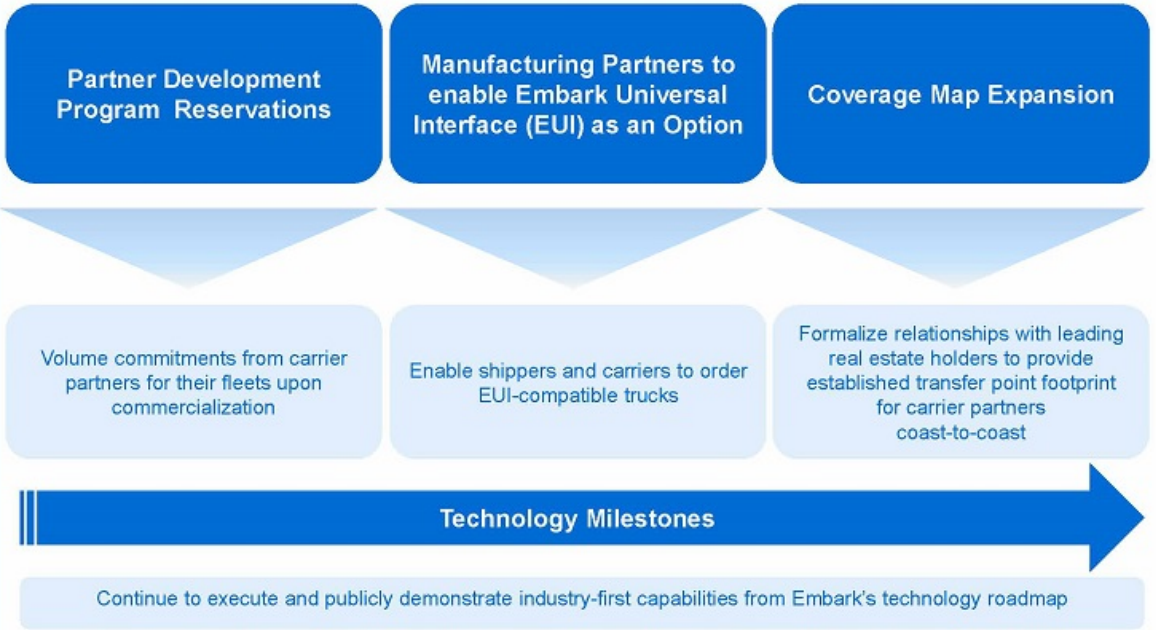 Partner Development
Program Reservations
Manufacturing Partners to
enable Embark Universal
Interface (EUI) as an Option
Coverage Map Expansion
Volume commitments from carrier
partners for their fleets upon
commercialization
Enable shippers and carriers to order
EUI-compatible trucks
Formalize relationships with leading
real estate holders to provide
established transfer point footprint
for carrier partners
coast-to-coast
Technology Milestones
Continue to execute and publicly demonstrate industry-first capabilities from Embark's technology roadmap